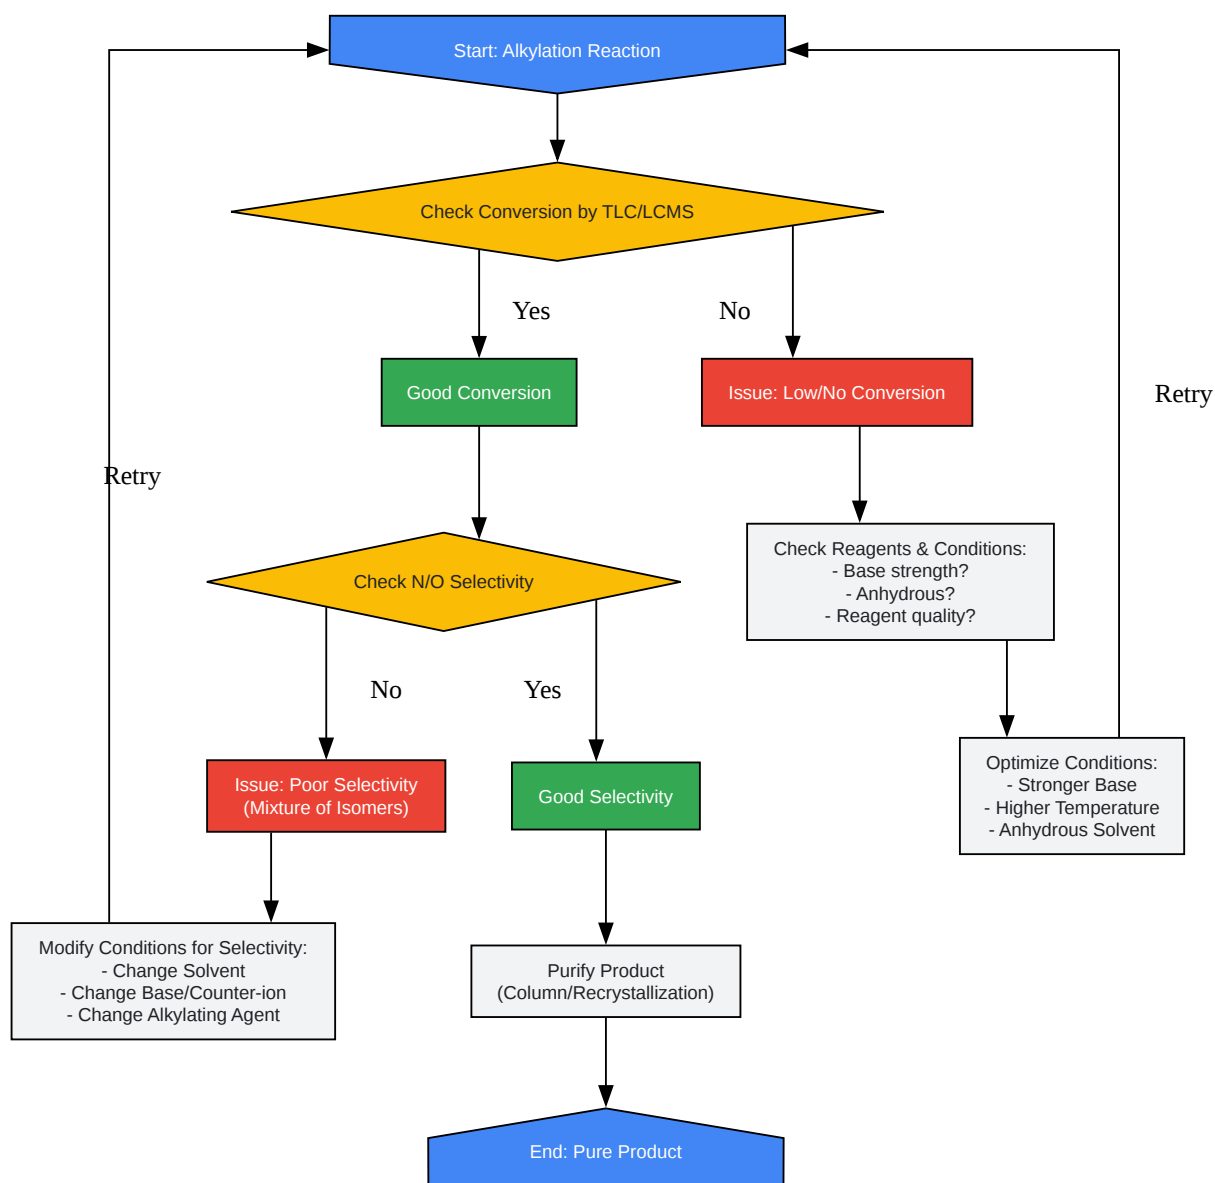 Start: Alkylation Reaction
Check Conversion by TLC/LCMS
Yes
No
Good Conversion
Issue: Low/No Conversion
Retry
Retry
Check Reagents & Conditions:
- Base strength?
- Anhydrous?
- Reagent quality?
Check N/O Selectivity
No
Yes
Issue: Poor Selectivity
(Mixture of Isomers)
Good Selectivity
Optimize Conditions:
- Stronger Base
- Higher Temperature
- Anhydrous Solvent
Modify Conditions for Selectivity:
- Change Solvent
- Change Base/Counter-ion
- Change Alkylating Agent
Purify Product
(Column/Recrystallization)
End: Pure Product